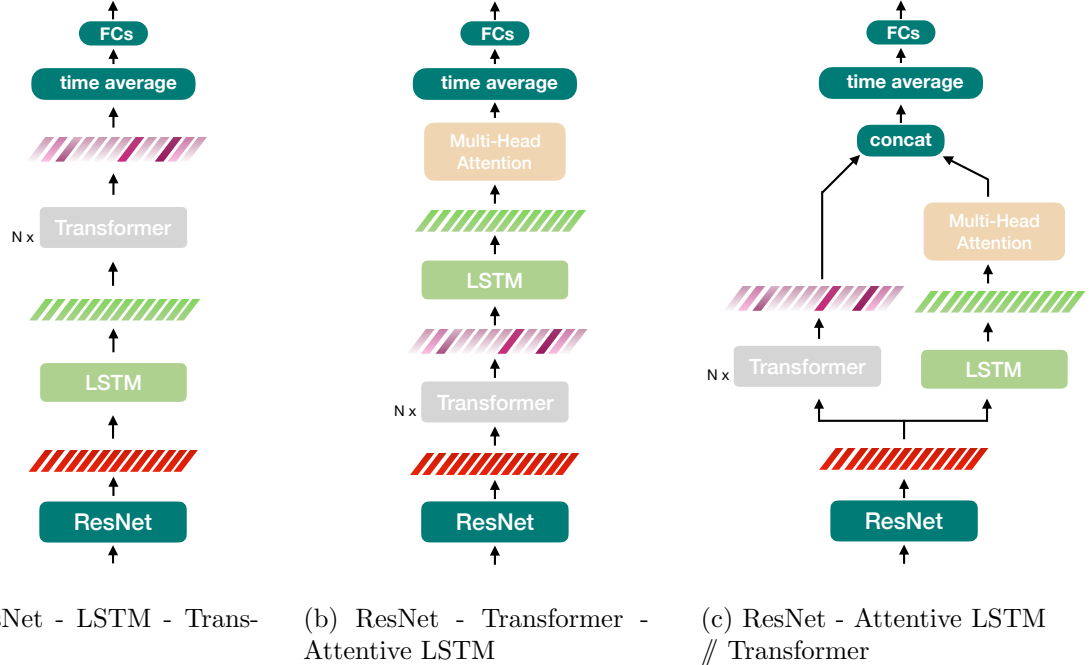 FCs
time average
Transformer
N x
LSTM
ResNet
FCs
time average
Multi-Head
Attention
LSTM
Transformer
N x
ResNet
FCs
time average
concat
Multi-Head
Attention
Transformer
N x
LSTM
ResNet
Net - LSTM - Trans-
(b) ResNet - Transformer -
Attentive LSTM
(c) ResNet - Attentive LSTM
// Transformer